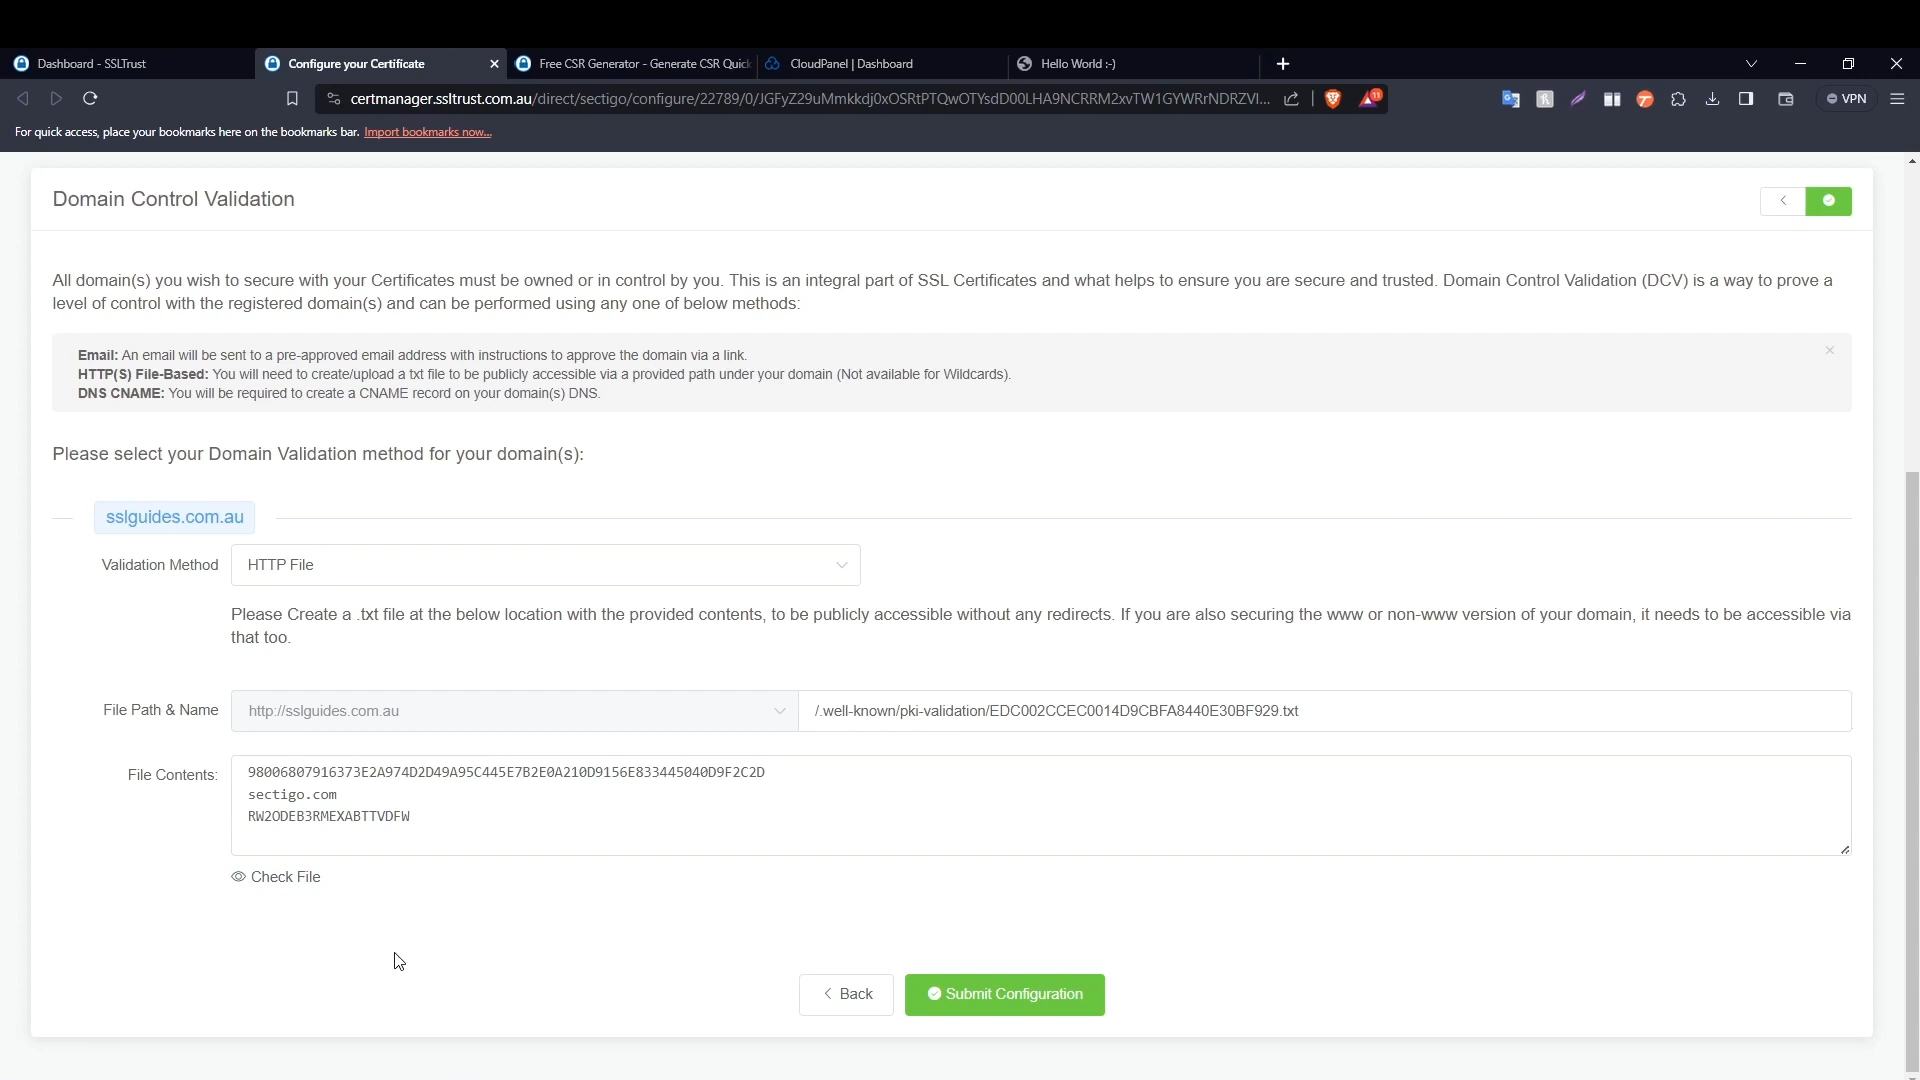 Dashboard - SSLTrust
Configure your Certificate
Free CSR Generator - Generate CSR Quick
CloudPanel | Dashboard
Hello World :-)
certmanager.ssltrust.com.au/direct/sectigo/configure/22789/0/JGFyZ29uMmkkdj0xOSRtPTQwOTYsdD00LHA9NCRRM2xvTW1GYWRrNDRZVl...
11
VPN
For quick access, place your bookmarks here on the bookmarks bar. Import bookmarks now...
Domain Control Validation
All domain(s) you wish to secure with your Certificates must be owned or in control by you. This is an integral part of SSL Certificates and what helps to ensure you are secure and trusted. Domain Control Validation (DCV) is a way to prove a
level of control with the registered domain(s) and can be performed using any one of below methods:
Email: An email will be sent to a pre-approved email address with instructions to approve the domain via a link.
HTTP(S) File-Based: You will need to create/upload a txt file to be publicly accessible via a provided path under your domain (Not available for Wildcards).
DNS CNAME: You will be required to create a CNAME record on your domain(s) DNS.
Please select your Domain Validation method for your domain(s):
sslguides.com.au
Validation Method
HTTP File
Please Create a .txt file at the below location with the provided contents, to be publicly accessible without any redirects. If you are also securing the www or non-www version of your domain, it needs to be accessible via
that too.
File Path & Name
http://sslguides.com.au
/.well-known/pki-validation/EDC002CCEC0014D9CBFA8440E30BF929.txt
File Contents:
98006807916373E2A974D2D49A95C445E7B2E0A210D9156E833445040D9F2C2D
sectigo.com
RW2ODEB3RMEXABTTVDFW
Check File
Back
Submit Configuration